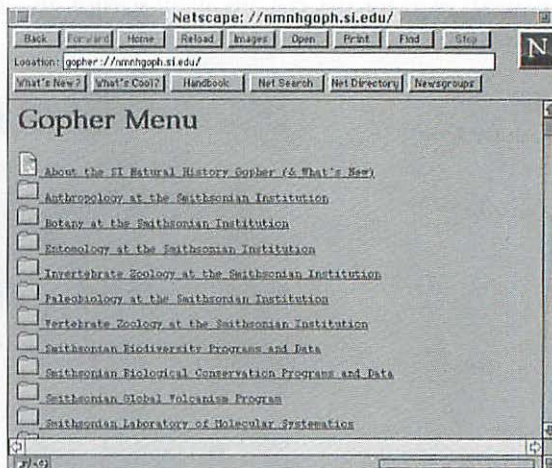 Netscape: //nmnhgoph.si.edu/
Back Forward Home Reload Images Open Print Find Stop
N
Location: gopher://nmnhgoph.si.edu/
What's New? What's Cool? Handbook Net Search Net Directory Newsgroups
Gopher Menu
About the SI Natural History Gopher (& What's New)
Anthropology at the Smithsonian Institution
Botany at the Smithsonian Institution
Entomology at the Smithsonian Institution
Invertebrate Zoology at the Smithsonian Institution
Paleobiology at the Smithsonian Institution
Vertebrate Zoology at the Smithsonian Institution
Smithsonian Biodiversity Programs and Data
Smithsonian Biological Conservation Programs and Data
Smithsonian Global Volcanism Program
Smithsonian Laboratory of Molecular Systematics